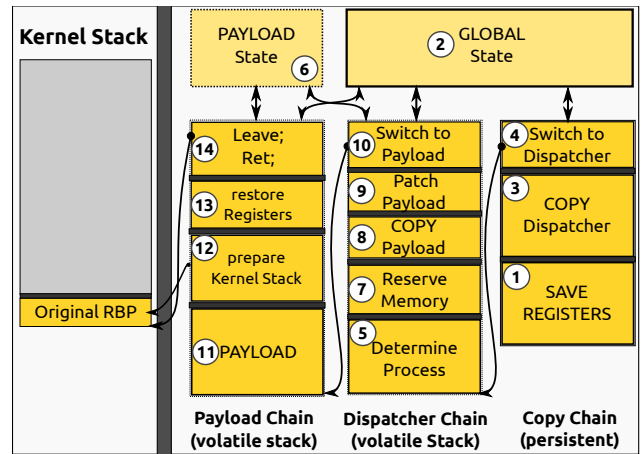 Kernel Stack
Original RBP
PAYLOAD
State
6
2
GLOBAL
State
14
Leave;
Ret;
13
restore
Registers
12
prepare
Kernel Stack
11
PAYLOAD
Payload Chain
(volatile stack)
10
Switch to
Payload
9
Patch
Payload
8
COPY
Payload
7
Reserve
Memory
5
Determine
Process
Dispatcher Chain
(volatile Stack)
4
Switch to
Dispatcher
3
COPY
Dispatcher
1
SAVE
REGISTERS
Copy Chain
(persistent)